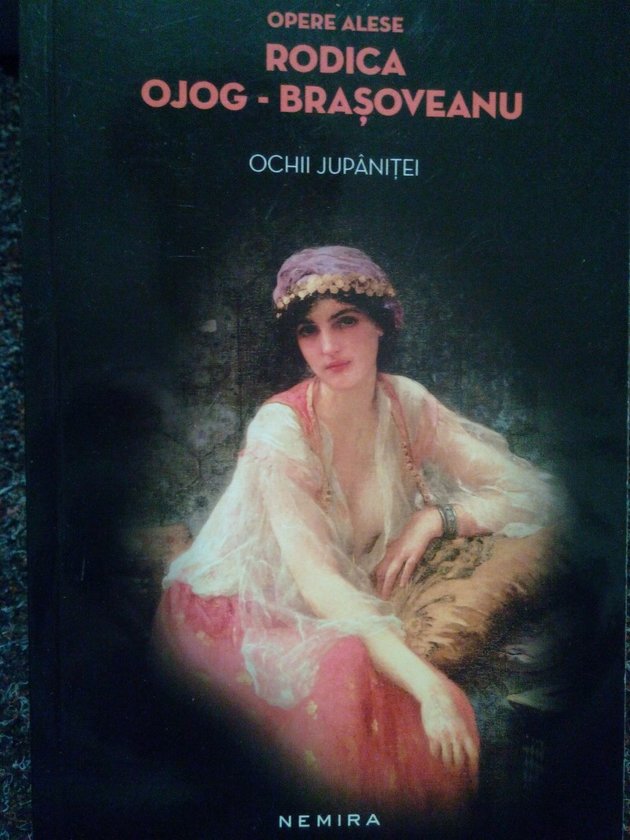 OPERE ALESE
RODICA
OJOG - BRAȘOVEANU
OCHII JUPÂNIȚEI
NEMIRA